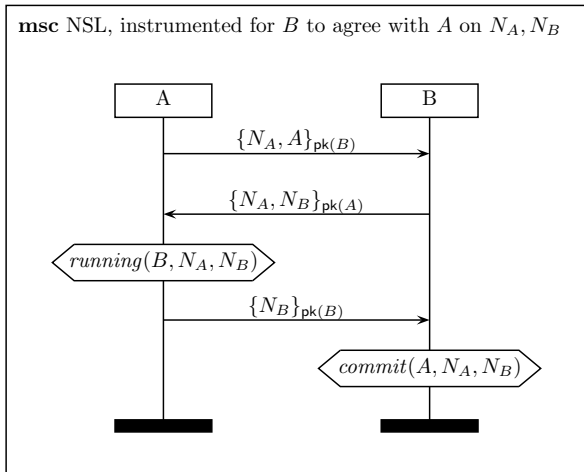 msc NSL, instrumented for B to agree with A on N_A, N_B
A B
{N_A, A}_pk(B)
{N_A, N_B}_pk(A)
running(B, N_A, N_B)
{N_B}_pk(B)
commit(A, N_A, N_B)